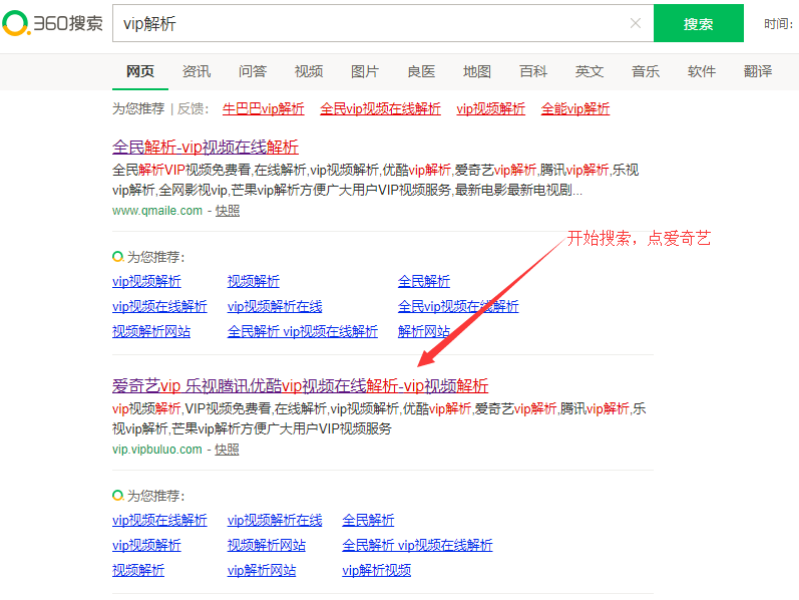 360搜索 vip解析 × 搜索 时间:
网页 资讯 问答 视频 图片 良医 地图 百科 英文 音乐 软件 翻译
为您推荐 | 反馈: 牛巴巴vip解析 全民vip视频在线解析 vip视频解析 全能vip解析
全民解析-vip视频在线解析
全民解析VIP视频免费看,在线解析,vip视频解析,优酷vip解析,爱奇艺vip解析,腾讯vip解析,乐视
vip解析,全网影视vip,芒果vip解析方便广大用户VIP视频服务,最新电影最新电视剧...
www.qmaile.com - 快照
开始搜索，点爱奇艺
为您推荐:
vip视频解析 视频解析 全民解析
vip视频在线解析 vip视频解析在线 全民vip视频在线解析
视频解析网站 全民解析 vip视频在线解析 解析网站
爱奇艺vip 乐视腾讯优酷vip视频在线解析-vip视频解析
vip视频解析,VIP视频免费看,在线解析,vip视频解析,优酷vip解析,爱奇艺vip解析,腾讯vip解析,乐
视vip解析,芒果vip解析方便广大用户VIP视频服务
vip.vipbuluo.com - 快照
为您推荐:
vip视频在线解析 vip视频解析在线 全民解析
vip视频解析 视频解析网站 全民解析 vip视频在线解析
视频解析 vip解析网站 vip解析视频